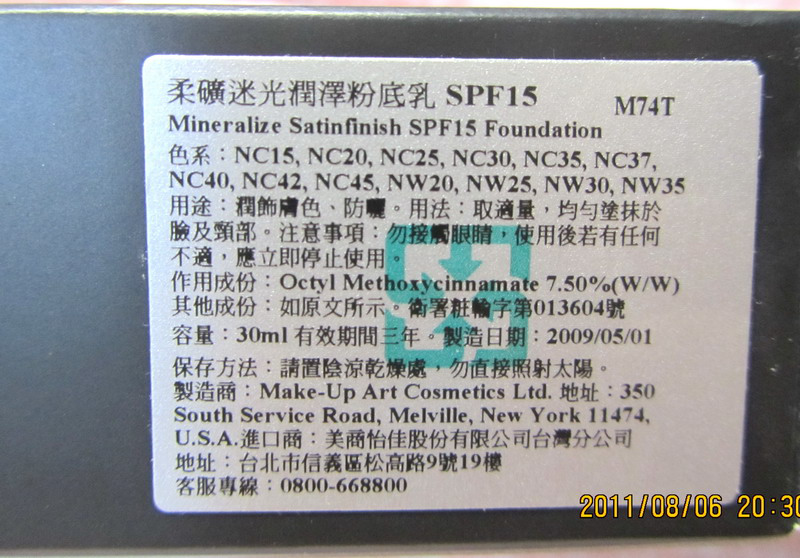 柔礦迷光潤澤粉底乳 SPF15 M74T
Mineralize Satinfinish SPF15 Foundation
色系：NC15, NC20, NC25, NC30, NC35, NC37,
NC40, NC42, NC45, NW20, NW25, NW30, NW35
用途：潤飾膚色、防曬。用法：取適量，均勻塗抹於
臉及頸部。注意事項：勿接觸眼睛，使用後若有任何
不適，應立即停止使用。
作用成份：Octyl Methoxycinnamate 7.50%(W/W)
其他成份：如原文所示。衛署粧輸字第013604號
容量：30ml 有效期間三年。製造日期：2009/05/01
保存方法：請置陰涼乾燥處，勿直接照射太陽。
製造商：Make-Up Art Cosmetics Ltd. 地址：350
South Service Road, Melville, New York 11474,
U.S.A.進口商：美商怡佳股份有限公司台灣分公司
地址：台北市信義區松高路9號19樓
客服專線：0800-668800
2011/08/06 20:30